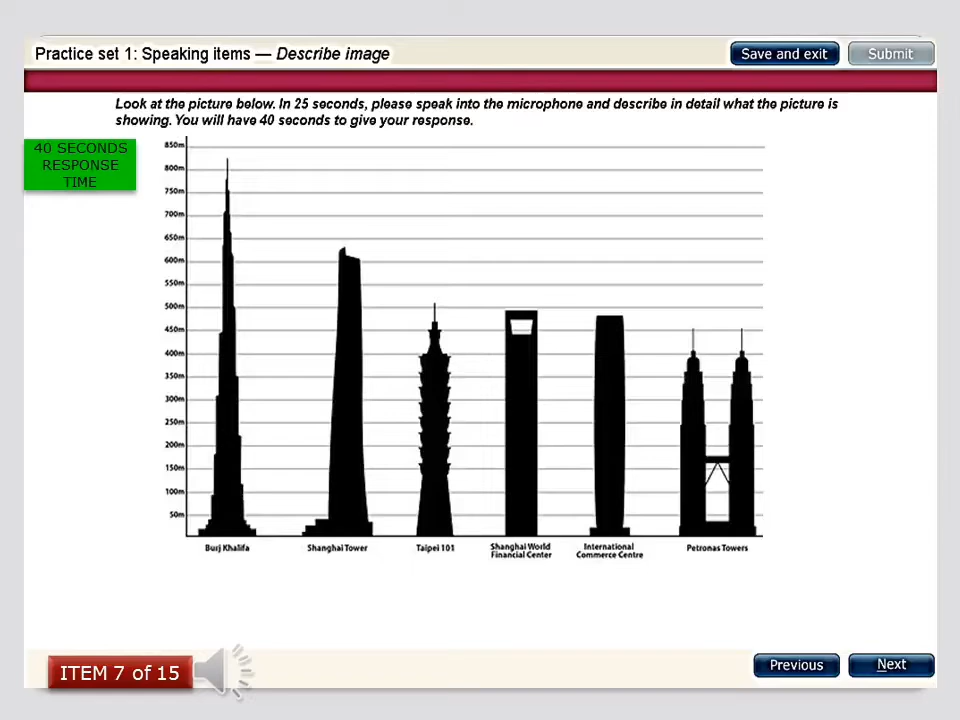 Practice set 1: Speaking items — Describe image
Save and exit
Submit
Look at the picture below. In 25 seconds, please speak into the microphone and describe in detail what the picture is
showing. You will have 40 seconds to give your response.
40 SECONDS
RESPONSE
TIME
850m
800m
750m
700m
650m
600m
550m
500m
450m
400m
350m
300m
250m
200m
150m
100m
50m
Burj Khalifa
Shanghai Tower
Taipei 101
Shanghai World
Financial Center
International
Commerce Centre
Petronas Towers
ITEM 7 of 15
Previous
Next